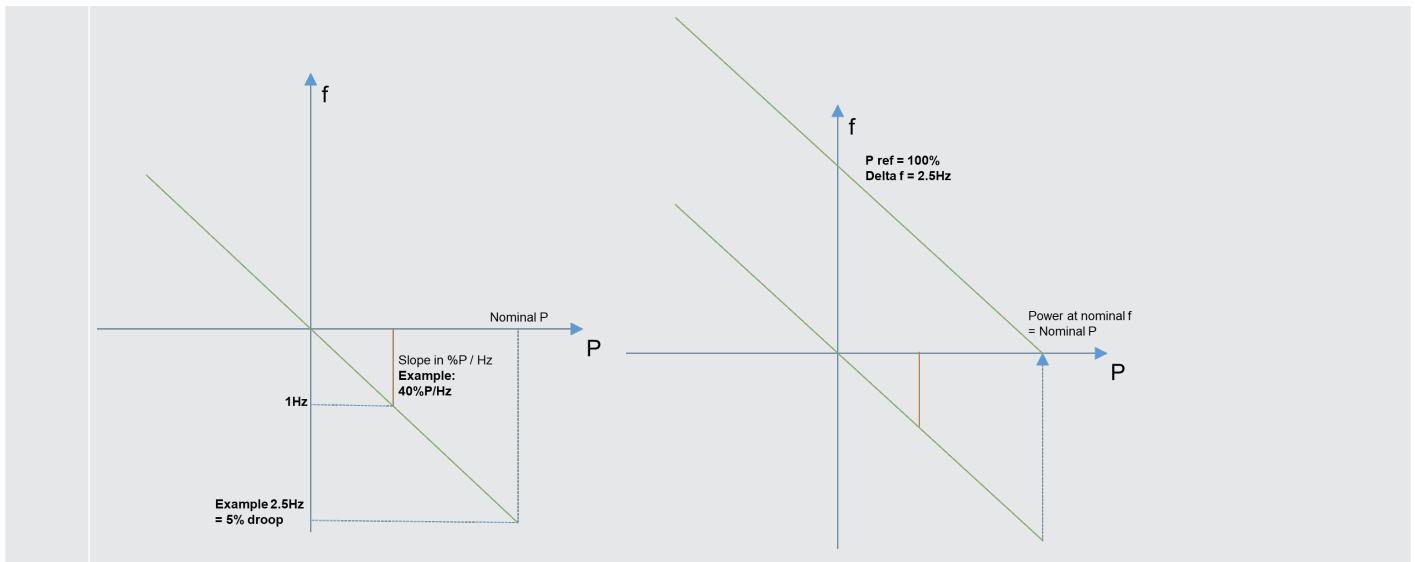 f
Nominal P
P
Slope in %P / Hz
Example:
40%P/Hz
1Hz
Example 2.5Hz
= 5% droop
f
P ref = 100%
Delta f = 2.5Hz
Power at nominal f
= Nominal P
P